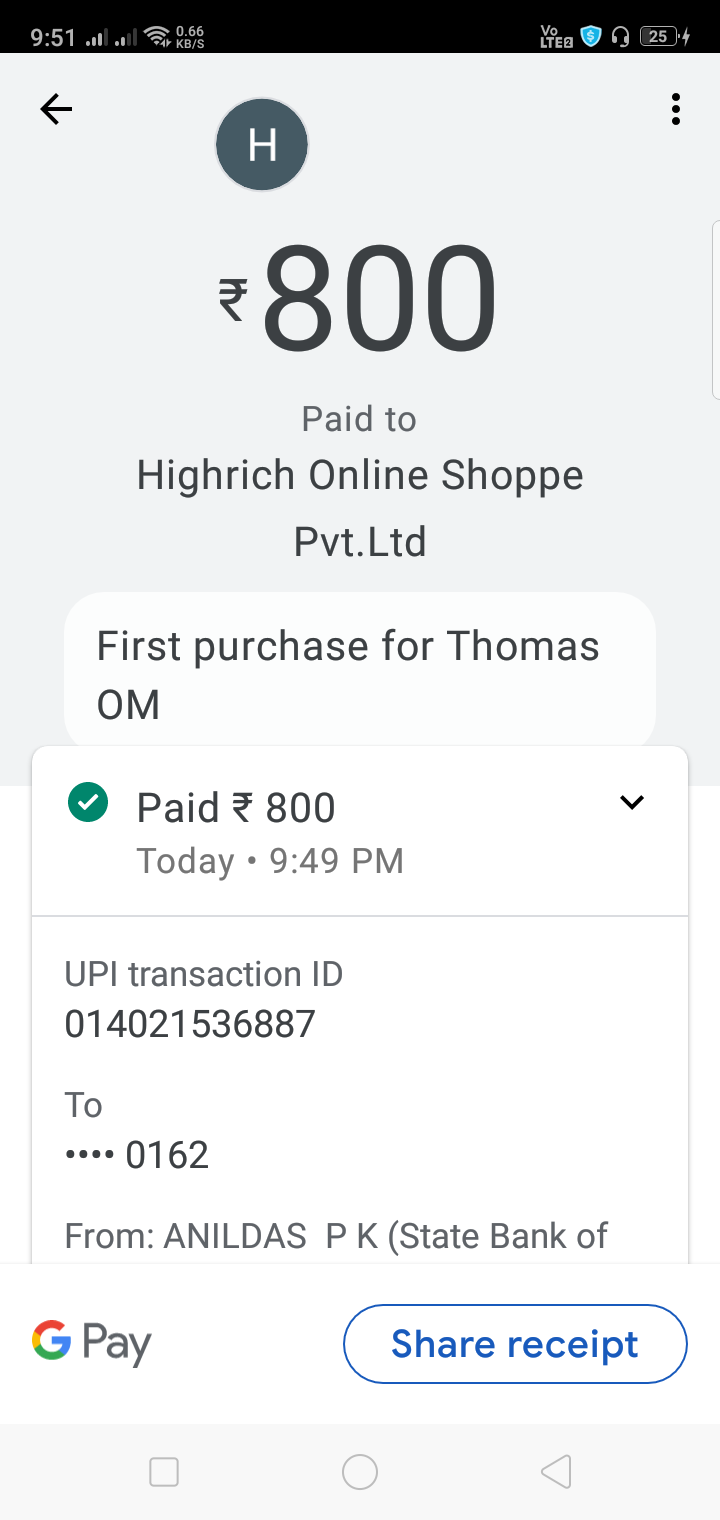 9:51 0.66 KB/S Vo LTE2 25
H
₹800
Paid to
Highrich Online Shoppe
Pvt.Ltd
First purchase for Thomas
OM
Paid ₹ 800
Today • 9:49 PM
UPI transaction ID
014021536887
To
•••• 0162
From: ANILDAS  P K (State Bank of
G Pay
Share receipt